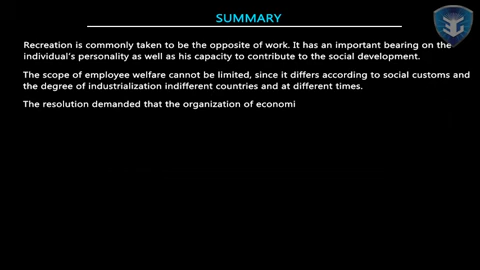 SUMMARY
Recreation is commonly taken to be the opposite of work. It has an important bearing on the
individual's personality as well as his capacity to contribute to the social development.
The scope of employee welfare cannot be limited, since it differs according to social customs and
the degree of industrialization indifferent countries and at different times.
The resolution demanded that the organization of economi